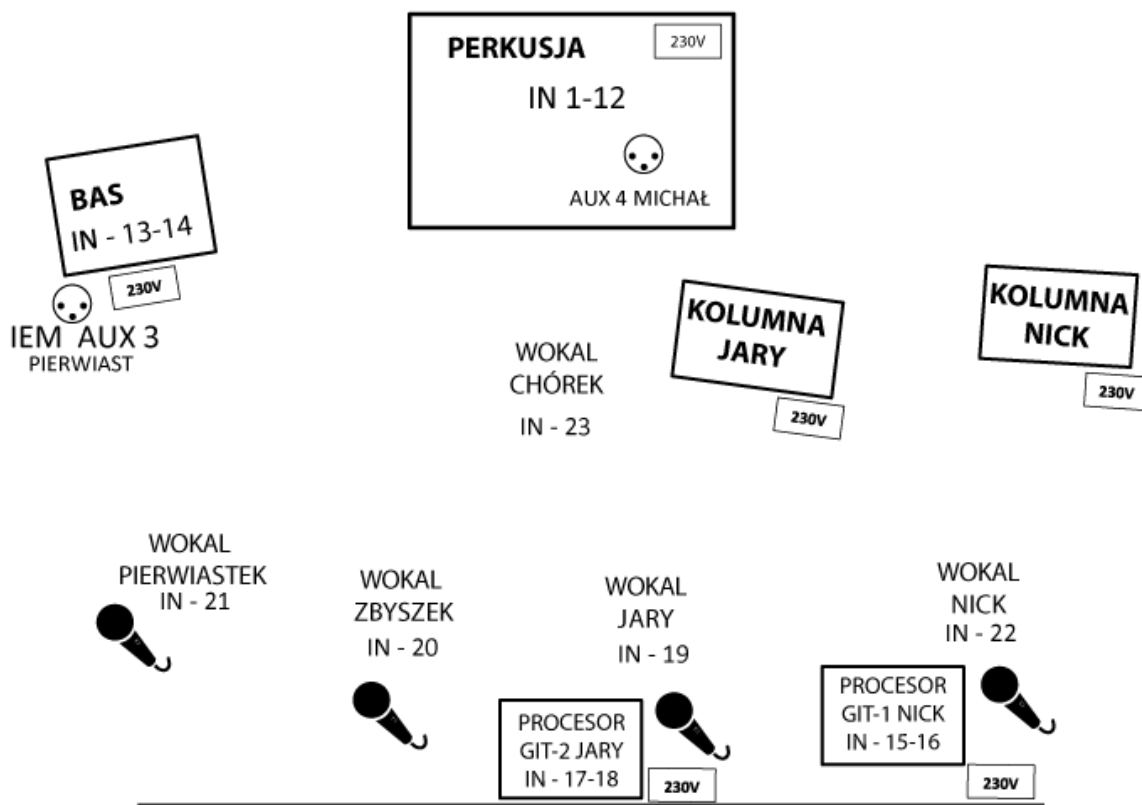 PERKUSJA
230V
IN 1-12
AUX 4 MICHAŁ
BAS
IN - 13-14
230V
IEM AUX 3
PIERWIAST
WOKAL
CHÓREK
IN - 23
KOLUMNA
JARY
230V
KOLUMNA
NICK
230V
WOKAL
PIERWIASTEK
IN - 21
WOKAL
ZBYSZEK
IN - 20
WOKAL
JARY
IN - 19
WOKAL
NICK
IN - 22
PROCESOR
GIT-2 JARY
IN - 17-18
230V
PROCESOR
GIT-1 NICK
IN - 15-16
230V